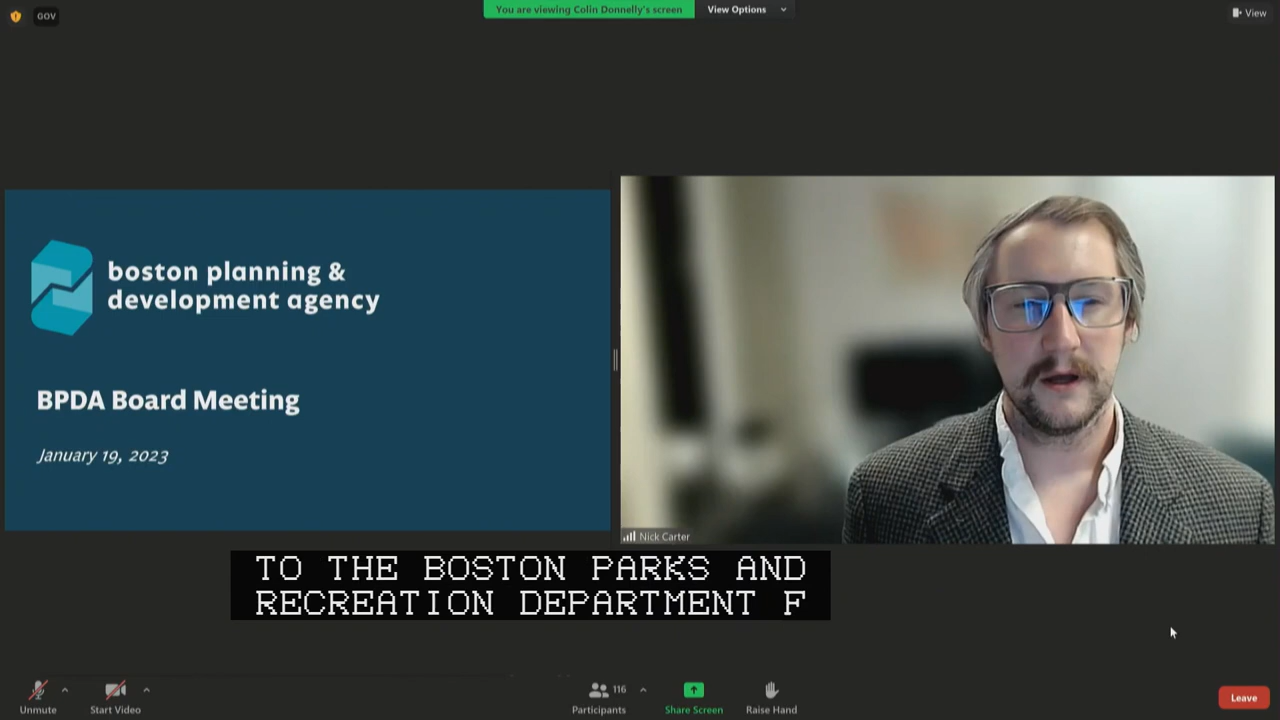 GOV
You are viewing Colin Donnelly's screen
View Options
View
boston planning &
development agency
BPDA Board Meeting
January 19, 2023
Nick Carter
TO THE BOSTON PARKS AND
RECREATION DEPARTMENT F
Unmute
Start Video
116
Participants
Share Screen
Raise Hand
Leave